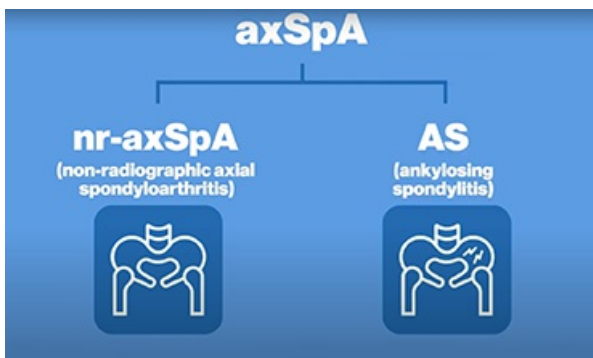 axSpA
nr-axSpA
(non-radiographic axial
spondyloarthritis)
AS
(ankylosing
spondylitis)